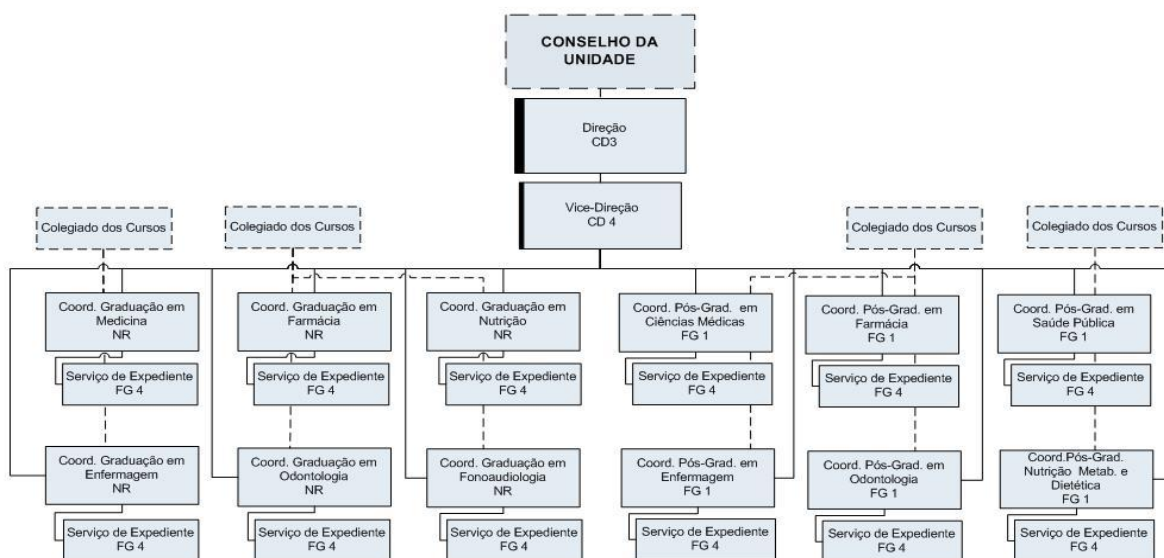 CONSELHO DA
UNIDADE
Direção
CD3
Vice-Direção
CD 4
Colegiado dos Cursos
Colegiado dos Cursos
Colegiado dos Cursos
Colegiado dos Cursos
Coord. Graduação em
Medicina
NR
Coord. Graduação em
Farmácia
NR
Coord. Graduação em
Nutrição
NR
Coord. Pós-Grad. em
Ciências Médicas
FG 1
Coord. Pós-Grad. em
Farmácia
FG 1
Coord. Pós-Grad. em
Saúde Pública
FG 1
Serviço de Expediente
FG 4
Serviço de Expediente
FG 4
Serviço de Expediente
FG 4
Serviço de Expediente
FG 4
Serviço de Expediente
FG 4
Serviço de Expediente
FG 4
Coord. Graduação em
Enfermagem
NR
Coord. Graduação em
Odontologia
NR
Coord. Graduação em
Fonoaudiologia
NR
Coord. Pós-Grad. em
Enfermagem
FG 1
Coord. Pós-Grad. em
Odontologia
FG 1
Coord.Pós-Grad.
Nutrição Metab. e
Dietética
FG 1
Serviço de Expediente
FG 4
Serviço de Expediente
FG 4
Serviço de Expediente
FG 4
Serviço de Expediente
FG 4
Serviço de Expediente
FG 4
Serviço de Expediente
FG 4